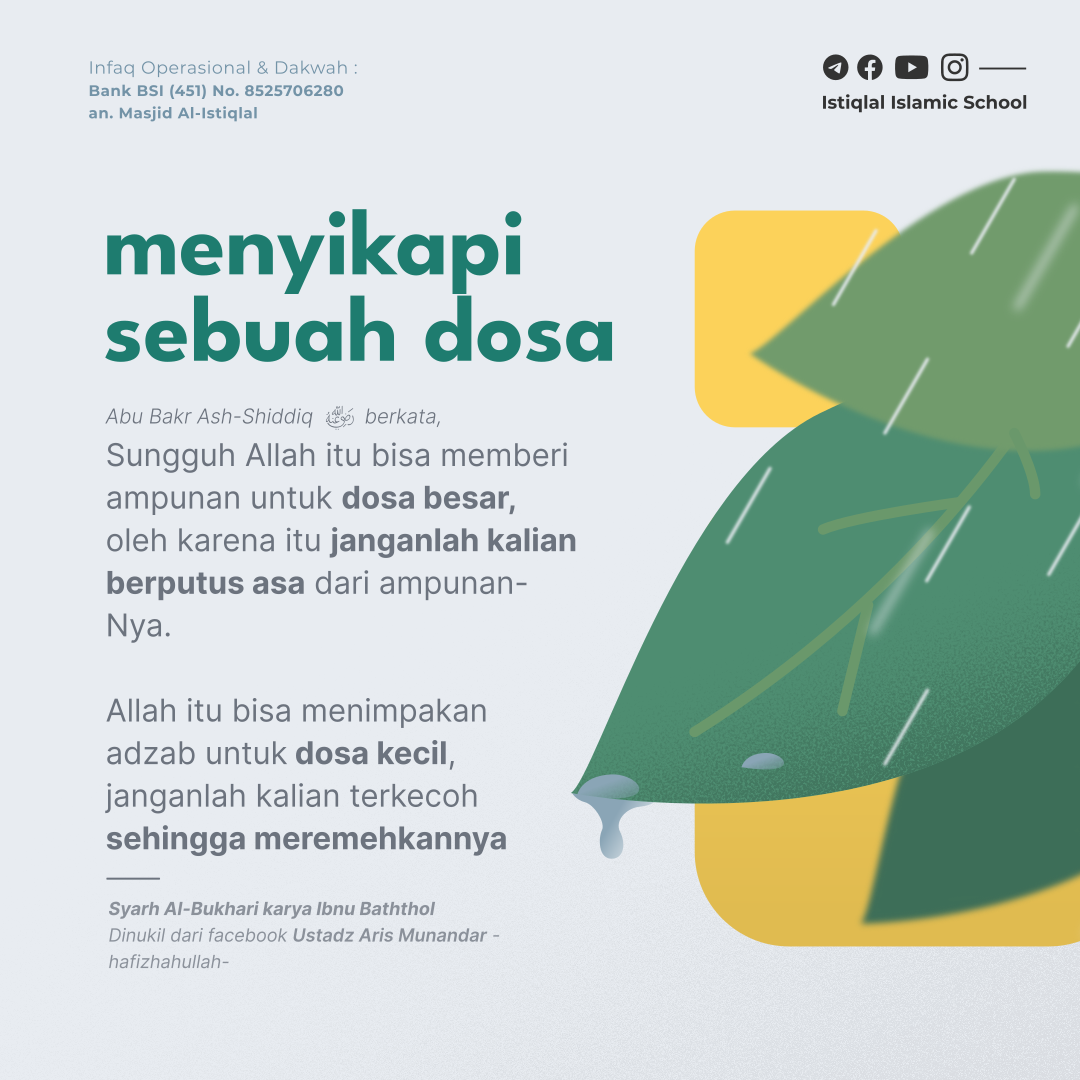 Infaq Operasional & Dakwah :
Bank BSI (451) No. 8525706280
an. Masjid Al-Istiqlal
Istiqlal Islamic School
menyikapi
sebuah dosa
Abu Bakr Ash-Shiddiq رضي الله عنه berkata,
Sungguh Allah itu bisa memberi
ampunan untuk dosa besar,
oleh karena itu janganlah kalian
berputus asa dari ampunan-
Nya.
Allah itu bisa menimpakan
adzab untuk dosa kecil,
janganlah kalian terkecoh
sehingga meremehkannya
Syarh Al-Bukhari karya Ibnu Baththol
Dinukil dari facebook Ustadz Aris Munandar -
hafizhahullah-